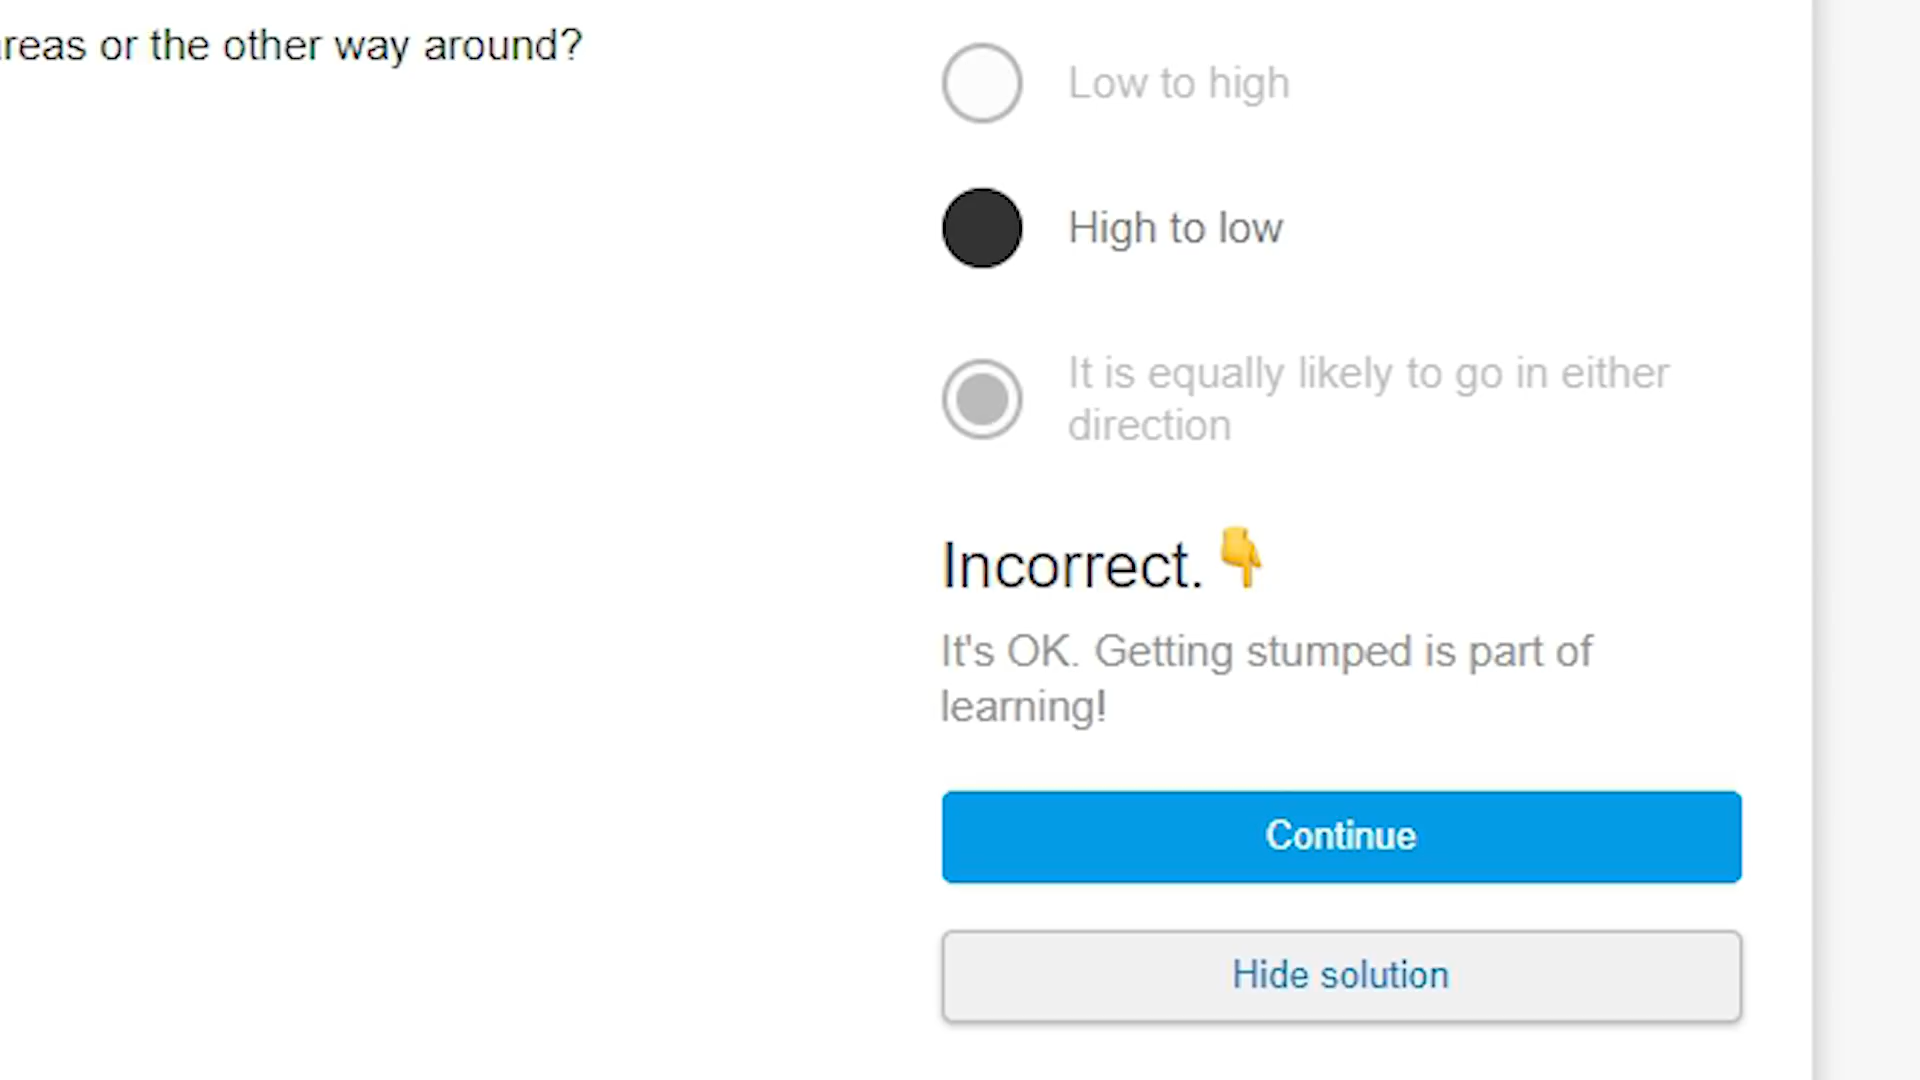 or the other way around?
Low to high
High to low
It is equally likely to go in either
direction
Incorrect.
It's OK. Getting stumped is part of
learning!
Continue
Hide solution